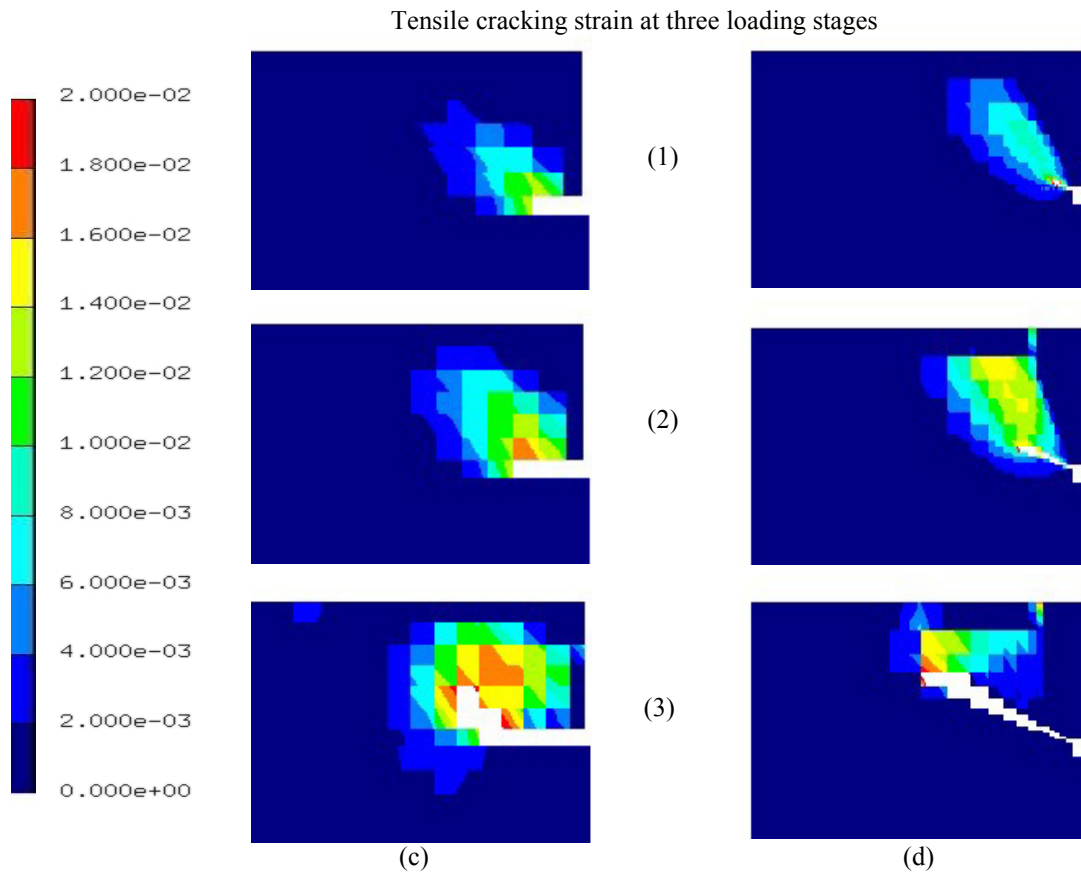 Tensile cracking strain at three loading stages
2.000e-02
1.800e-02
1.600e-02
1.400e-02
1.200e-02
1.000e-02
8.000e-03
6.000e-03
4.000e-03
2.000e-03
0.000e+00
(1)
(2)
(3)
(c)
(d)